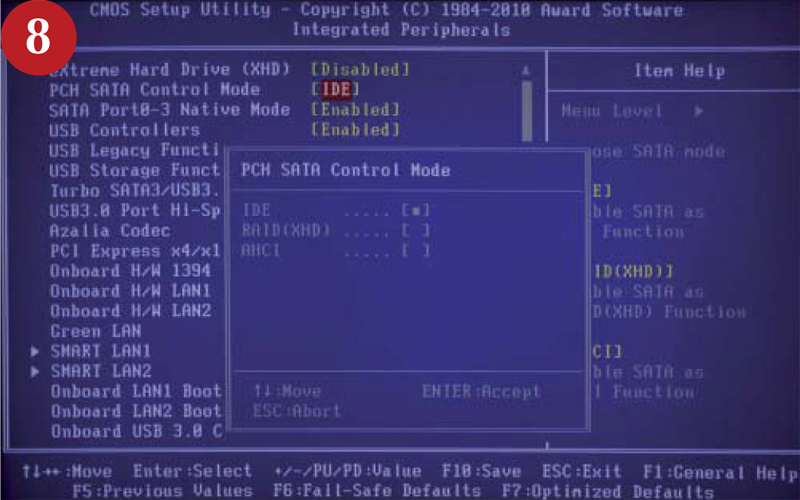 8
CMOS Setup Utility - Copyright (C) 1984-2010 Award Software
Integrated Peripherals
eXtreme Hard Drive (XHD) [Disabled]
PCH SATA Control Mode [IDE]
SATA Port0-3 Native Mode [Enabled]
USB Controllers [Enabled]
USB Legacy Functi
USB Storage Funct
Turbo SATA3/USB3.
USB3.0 Port Hi-Sp
Azalia Codec
PCI Express x4/x1
Onboard H/W 1394
Onboard H/W LAN1
Onboard H/W LAN2
Green LAN
▶ SMART LAN1
▶ SMART LAN2
Onboard LAN1 Boot
Onboard LAN2 Boot
Onboard USB 3.0 C
PCH SATA Control Mode
IDE ..... [■]
RAID(XHD) ..... [ ]
AHCI ..... [ ]
↑↓:Move ENTER:Accept
ESC:Abort
Item Help
Menu Level ▶
ose SATA mode
E]
ble SATA as
Function
ID(XHD)]
ble SATA as
D(XHD) Function
CI]
ble SATA as
I Function
↑↓→←:Move Enter:Select +/-/PU/PD:Value F10:Save ESC:Exit F1:General Help
F5:Previous Values F6:Fail-Safe Defaults F7:Optimized Defaults